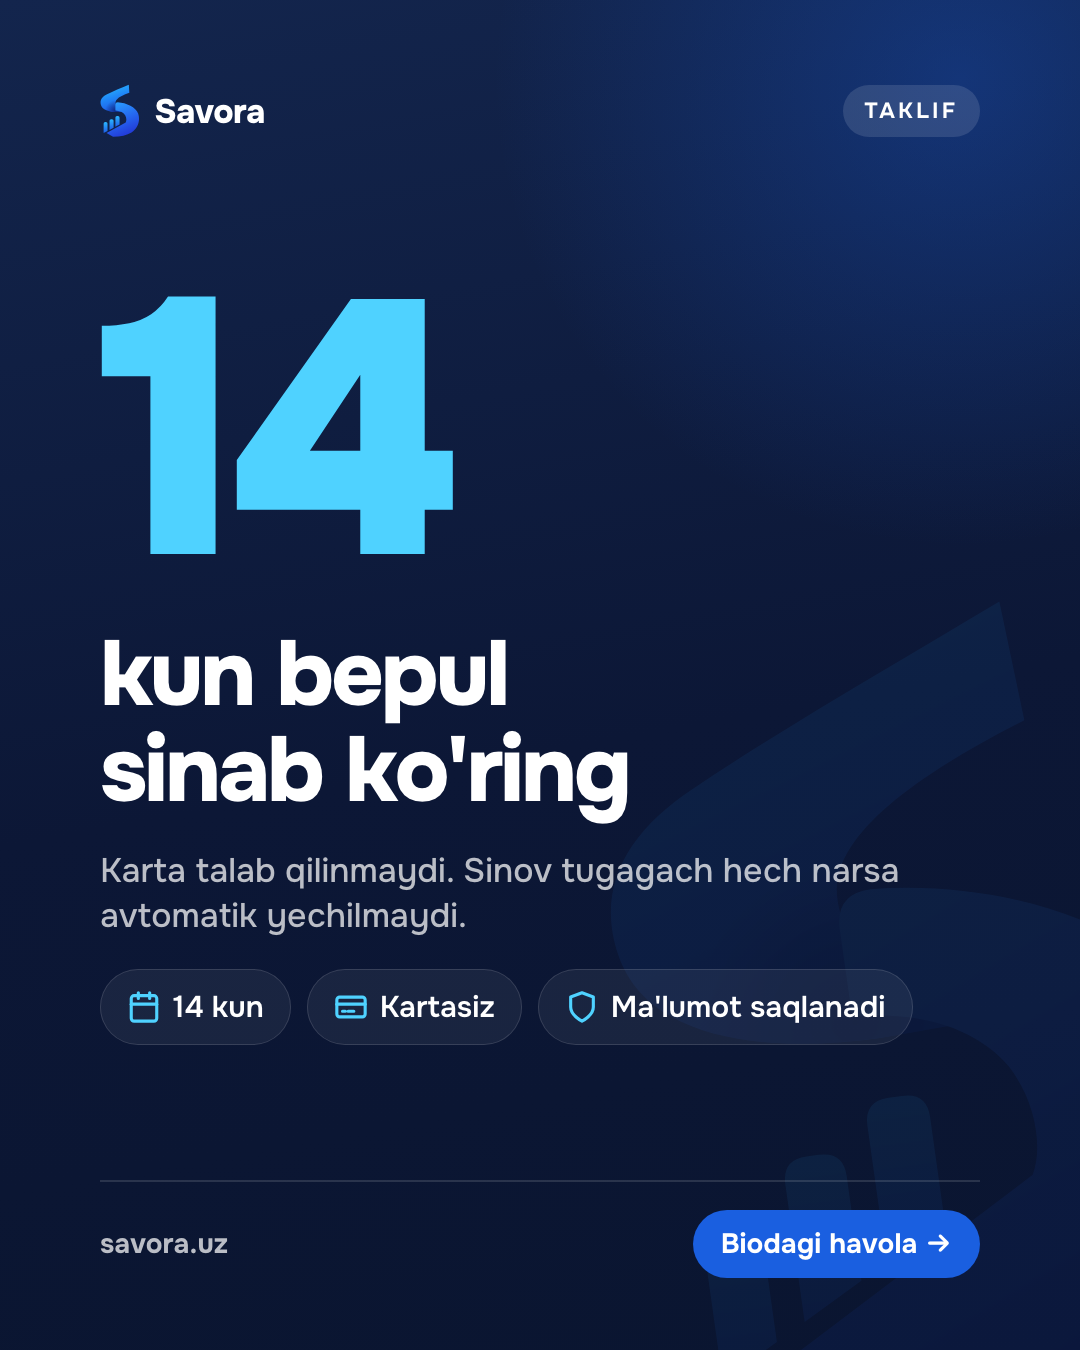 Savora
TAKLIF
14
kun bepul
sinab ko'ring
Karta talab qilinmaydi. Sinov tugagach hech narsa
avtomatik yechilmaydi.
14 kun
Kartasiz
Ma'lumot saqlanadi
savora.uz
Biodagi havola →